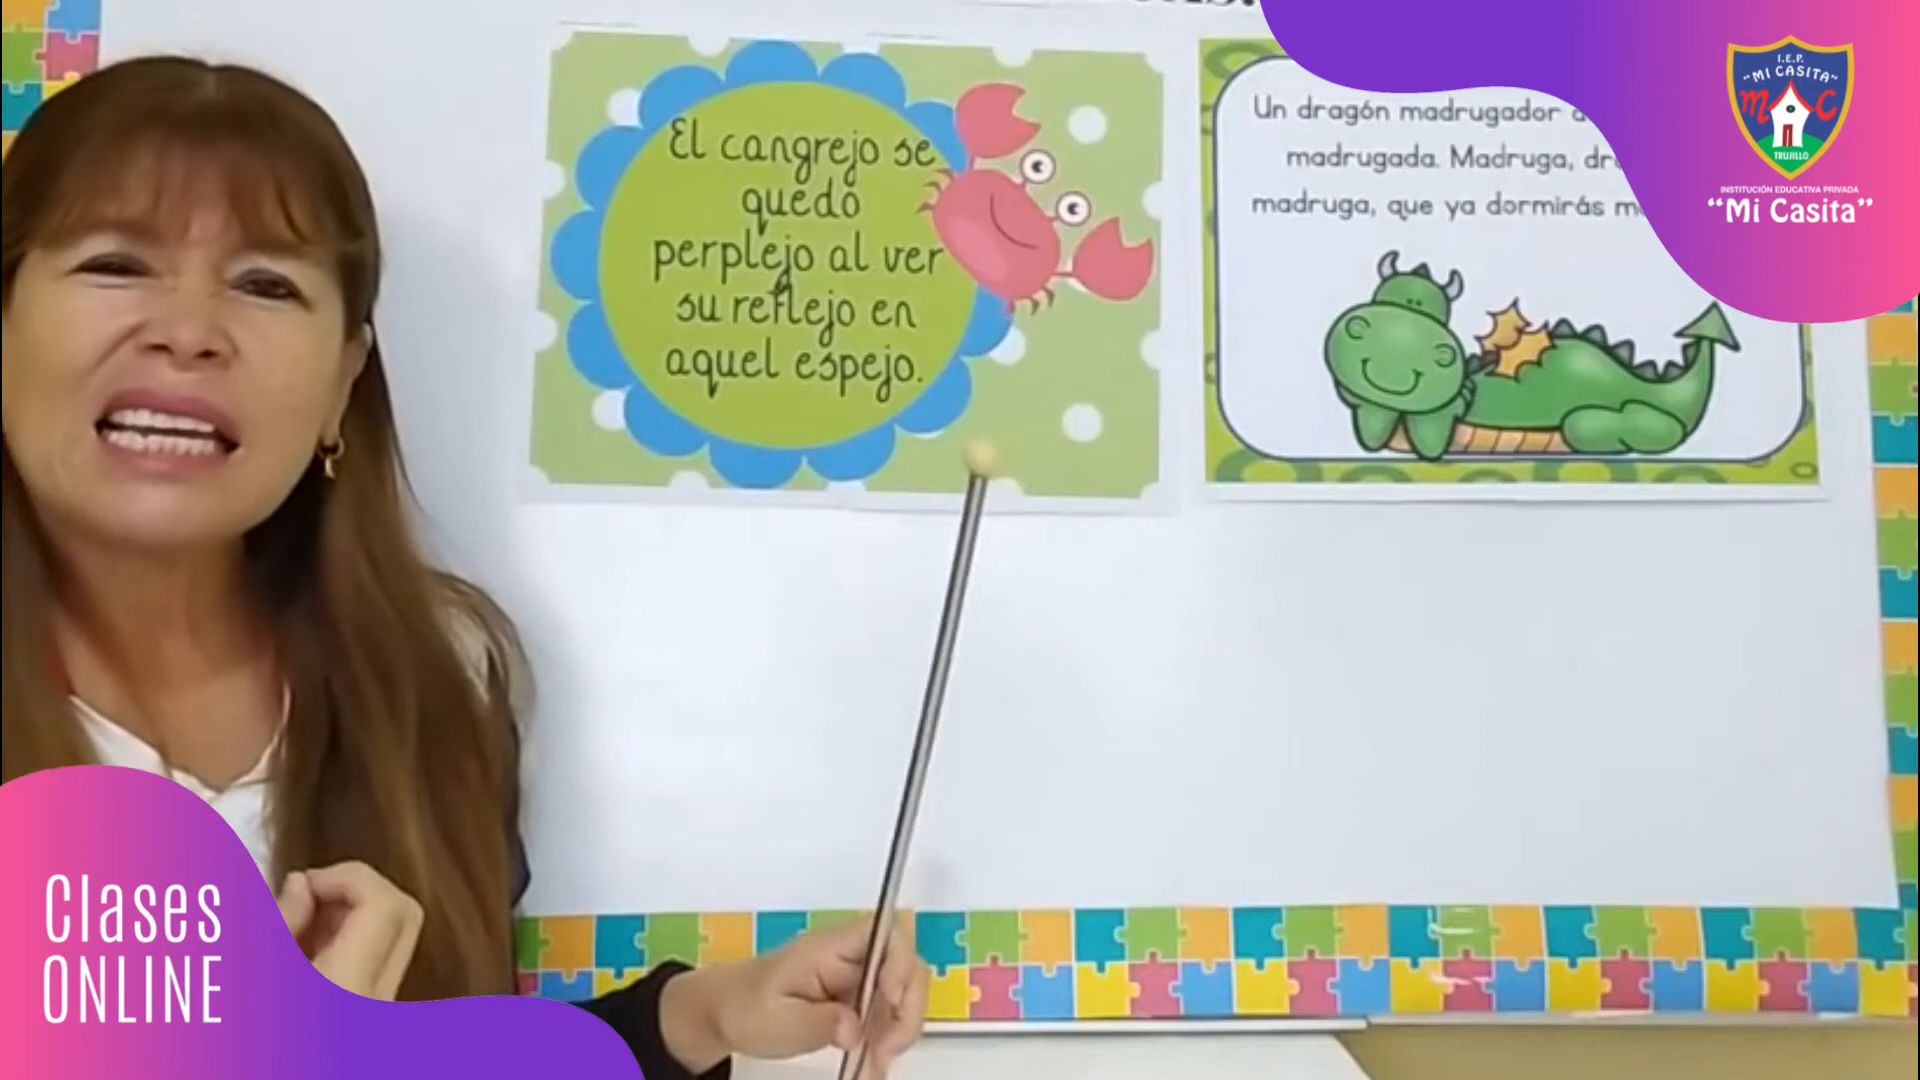 El cangrejo se
quedó
perplejo al ver
su reflejo en
aquel espejo.
Un dragón madrugador
madrugada. Madruga,
madruga, que ya dormirás
I.E.P.
"MI CASITA"
M C
TRUJILLO
INSTITUCIÓN EDUCATIVA PRIVADA
"Mi Casita"
Clases
ONLINE